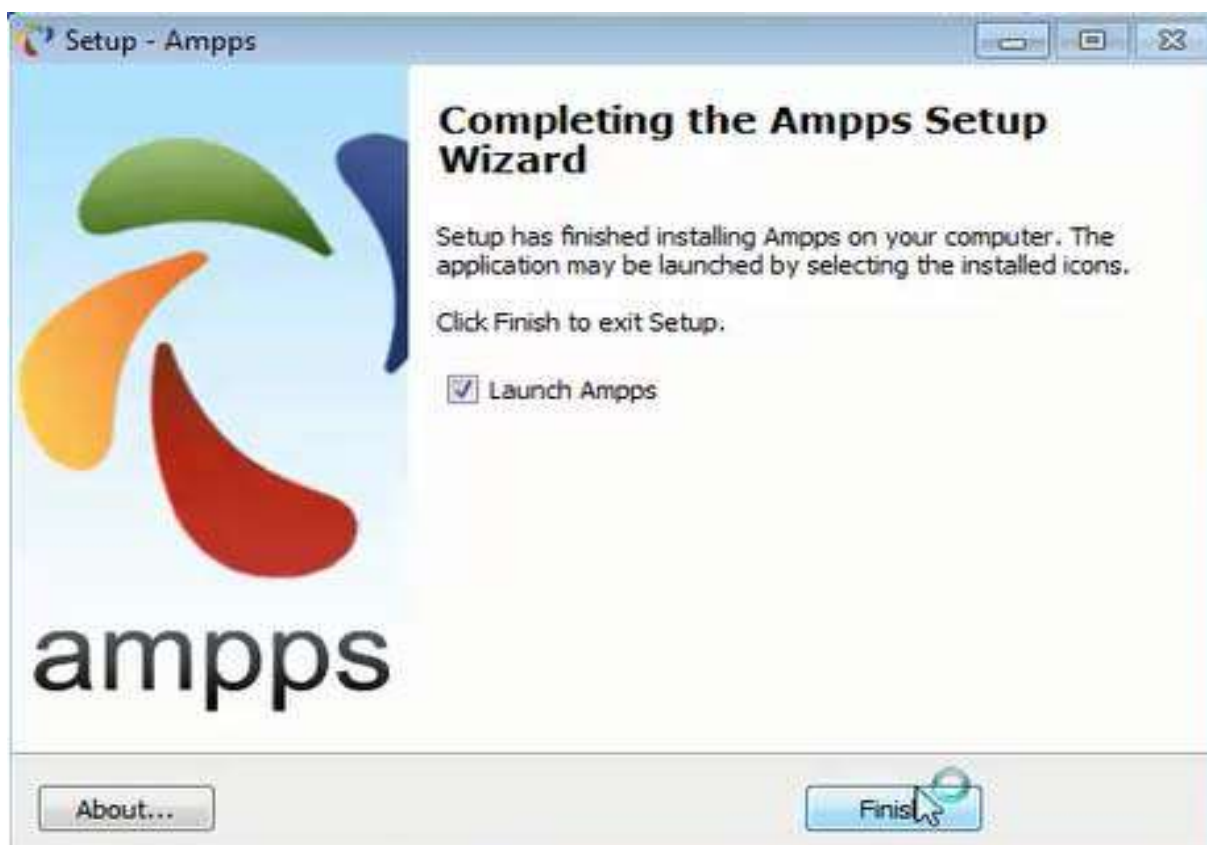 Setup - Ampps
Completing the Ampps Setup
Wizard
Setup has finished installing Ampps on your computer. The
application may be launched by selecting the installed icons.
Click Finish to exit Setup.
Launch Ampps
ampps
About...
Finish